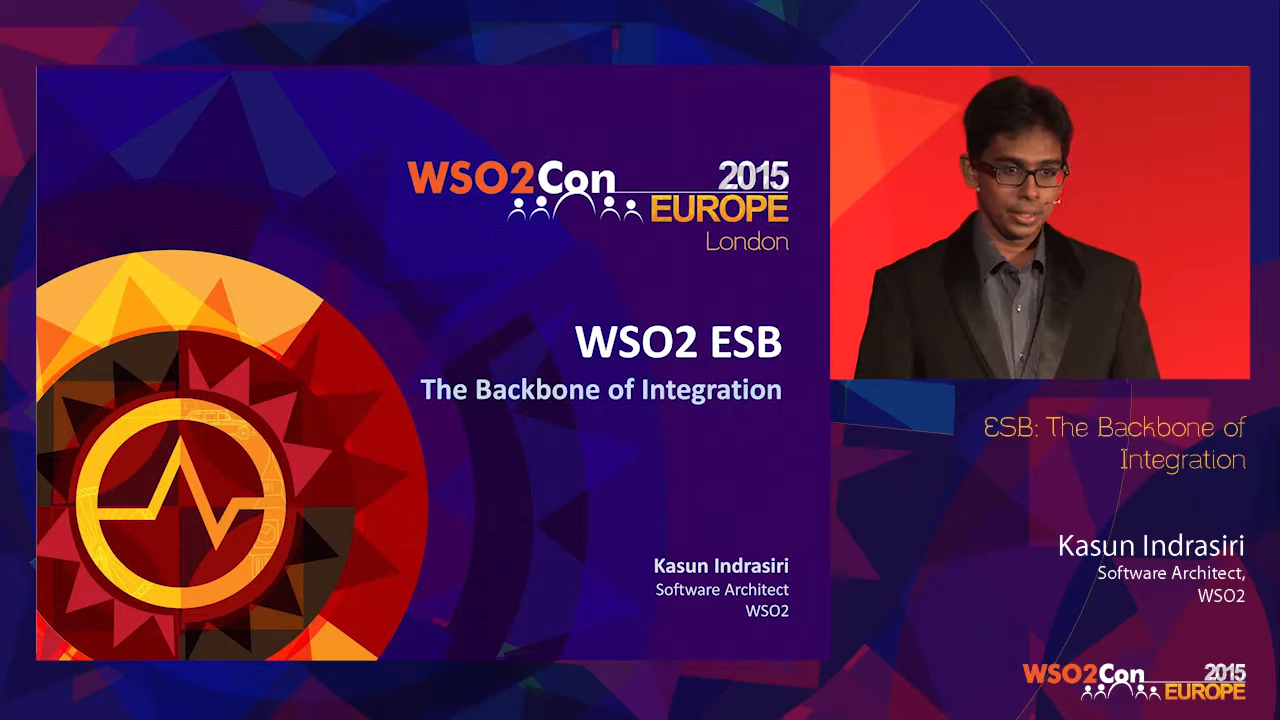 WSO2Con 2015
EUROPE
London
WSO2 ESB
The Backbone of Integration
Kasun Indrasiri
Software Architect
WSO2
ESB: The Backbone of
Integration
Kasun Indrasiri
Software Architect,
WSO2
WSO2Con 2015
EUROPE